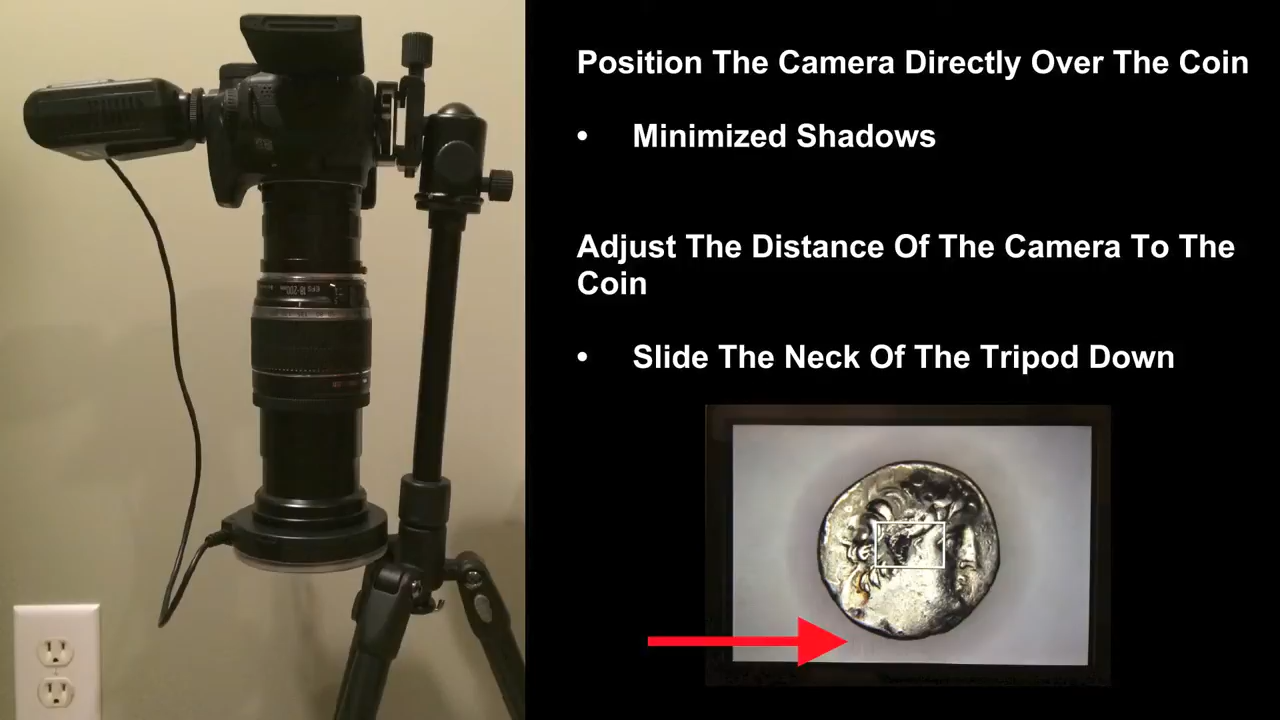 Position The Camera Directly Over The Coin
• Minimized Shadows
Adjust The Distance Of The Camera To The
Coin
• Slide The Neck Of The Tripod Down